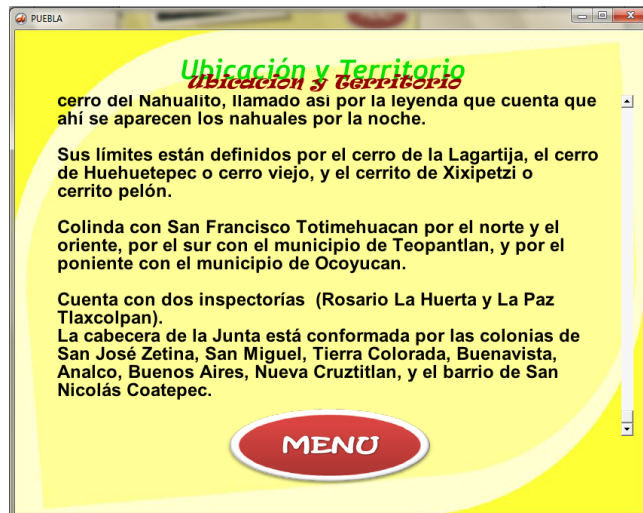 PUEBLA
Ubicación y Territorio
Ubicacion y Territorio
cerro del Nahualito, llamado así por la leyenda que cuenta que
ahí se aparecen los nahuales por la noche.
Sus límites están definidos por el cerro de la Lagartija, el cerro
de Huehuetepec o cerro viejo, y el cerrito de Xixipetzi o
cerrito pelón.
Colinda con San Francisco Totimehuacan por el norte y el
oriente, por el sur con el municipio de Teopantlan, y por el
poniente con el municipio de Ocoyucan.
Cuenta con dos inspectorías (Rosario La Huerta y La Paz
Tlaxcolpan).
La cabecera de la Junta está conformada por las colonias de
San José Zetina, San Miguel, Tierra Colorada, Buenavista,
Analco, Buenos Aires, Nueva Cruztitlan, y el barrio de San
Nicolás Coatepec.
MENU